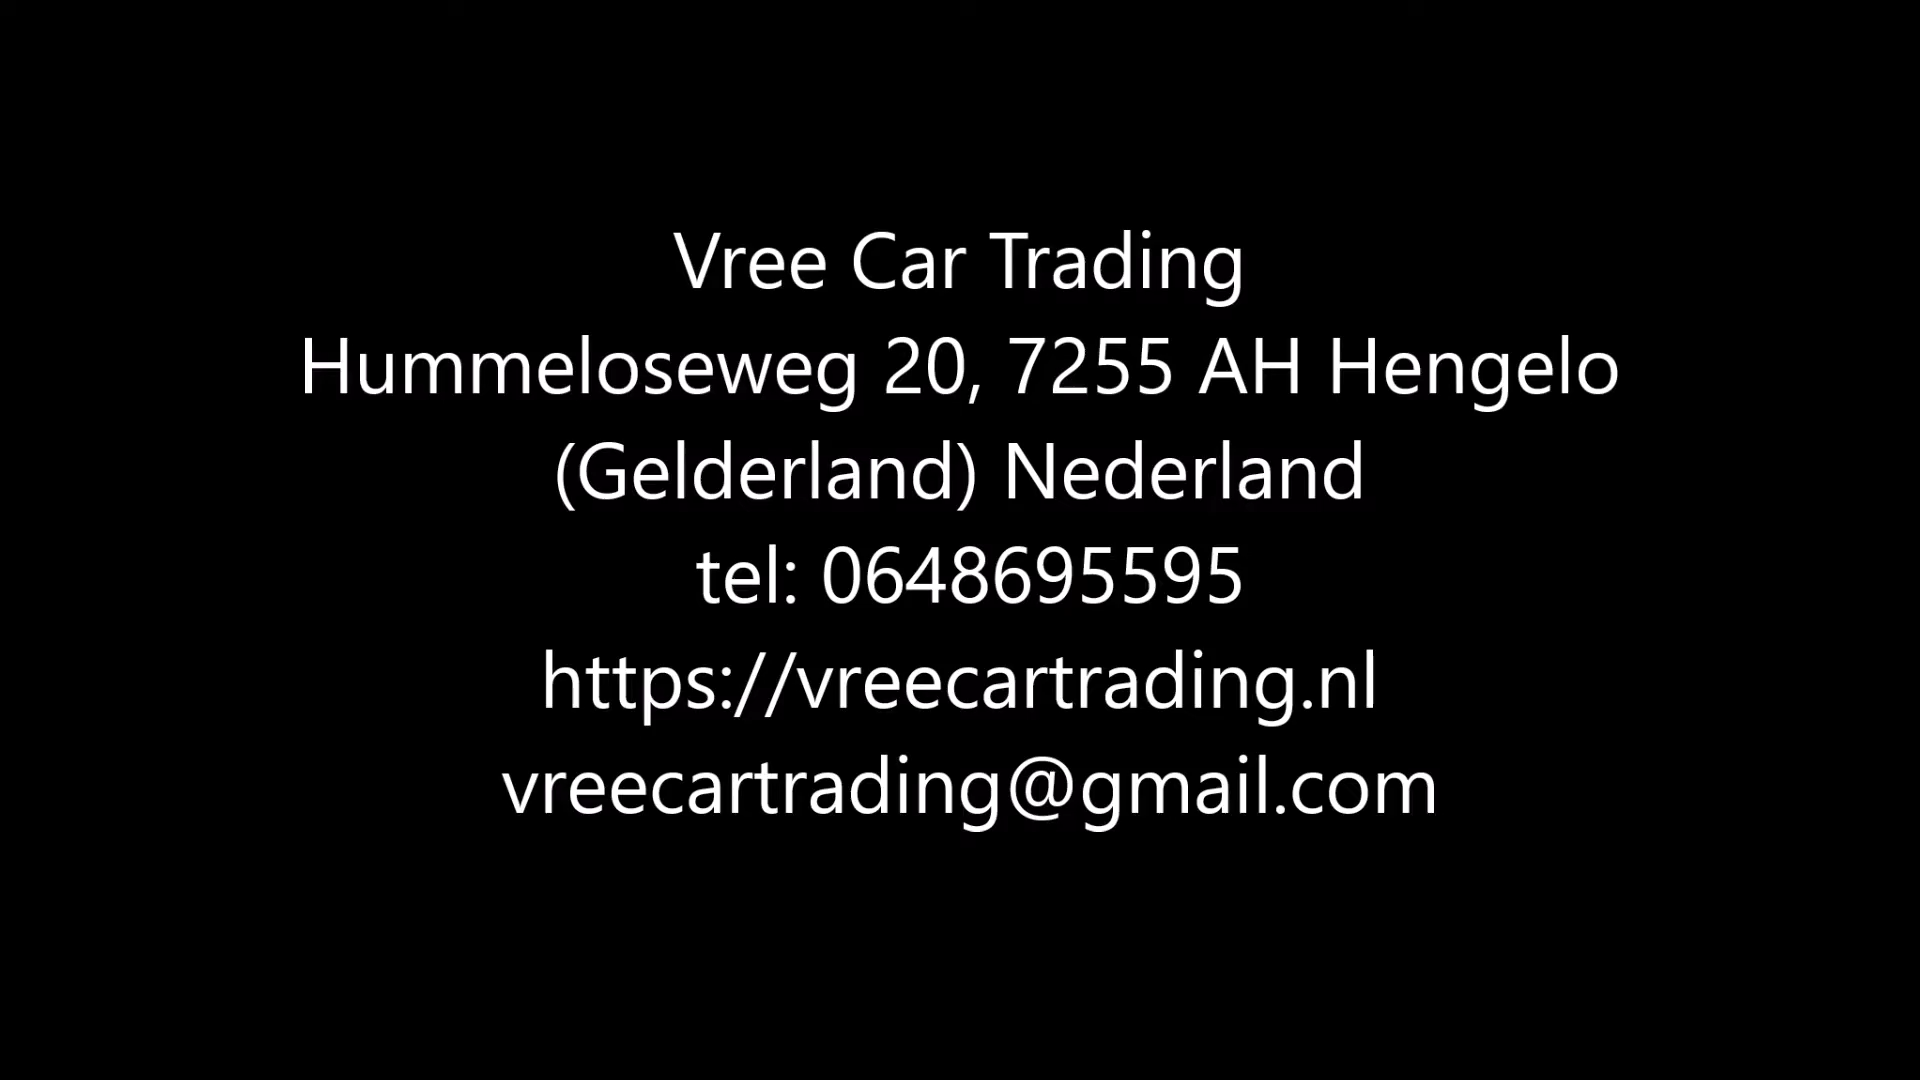 Vree Car Trading
Hummeloseweg 20, 7255 AH Hengelo
(Gelderland) Nederland
tel: 0648695595
https://vreecartrading.nl
vreecartrading@gmail.com